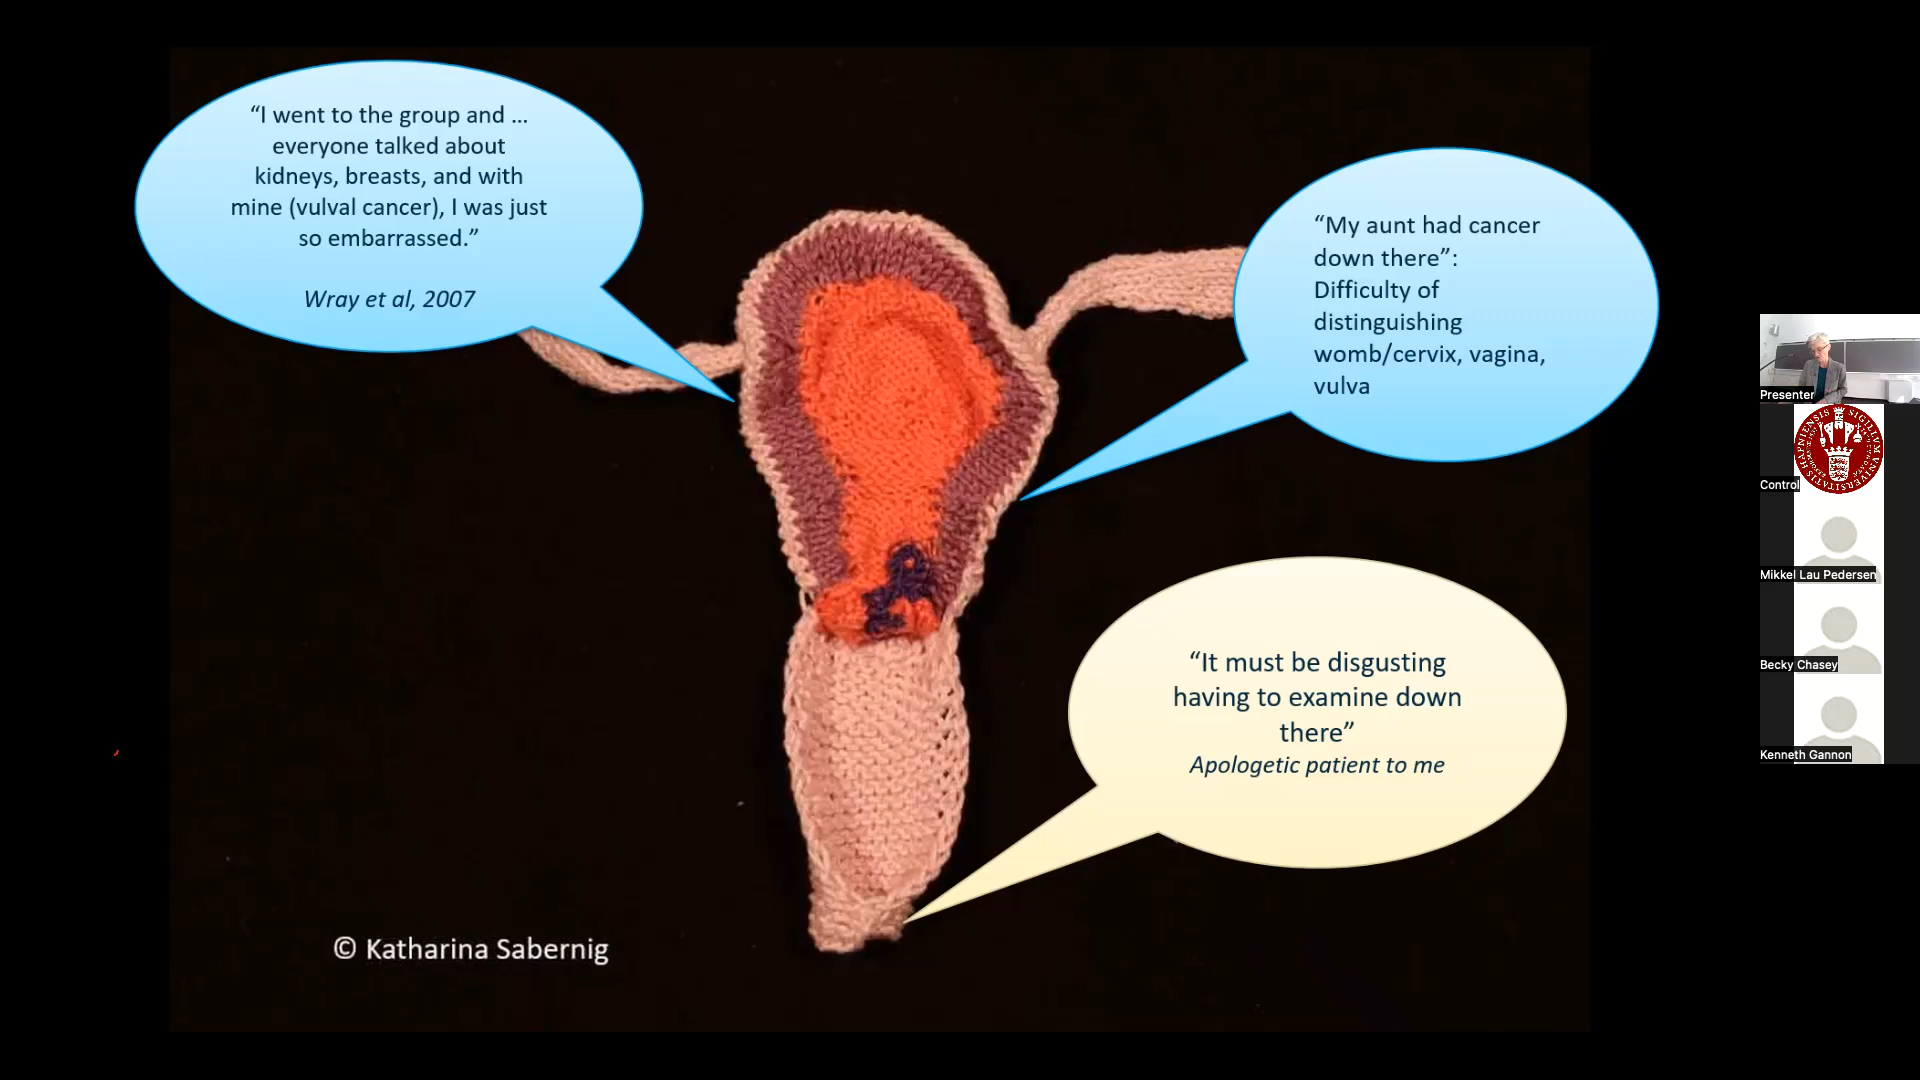 “I went to the group and ...
everyone talked about
kidneys, breasts, and with
mine (vulval cancer), I was just
so embarrassed.”
Wray et al, 2007
“My aunt had cancer
down there”:
Difficulty of
distinguishing
womb/cervix, vagina,
vulva
“It must be disgusting
having to examine down
there”
Apologetic patient to me
© Katharina Sabernig
Presenter
Control
Mikkel Lau Pedersen
Becky Chasey
Kenneth Gannon